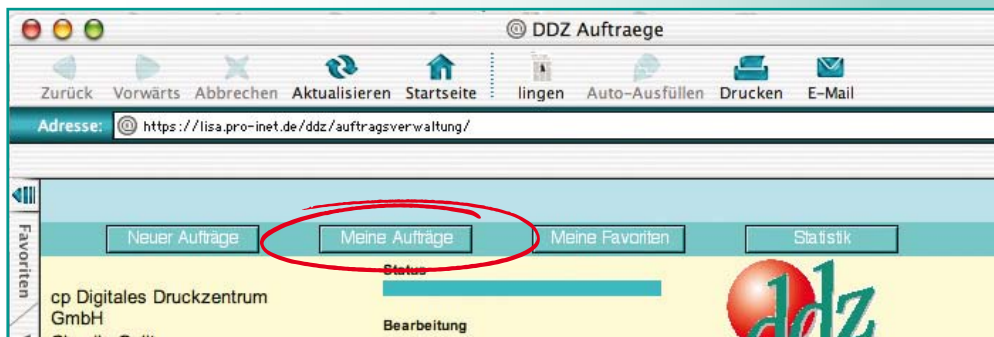 DDZ Auftraege
Zurück Vorwärts Abbrechen Aktualisieren Startseite lingen Auto-Ausfüllen Drucken E-Mail
Adresse: @ https://lisa.pro-inet.de/ddz/auftragsverwaltung/
Favoriten
Neuer Aufträge Meine Aufträge Meine Favoriten Statistik
Status
cp Digitales Druckzentrum
GmbH
Bearbeitung
ddz